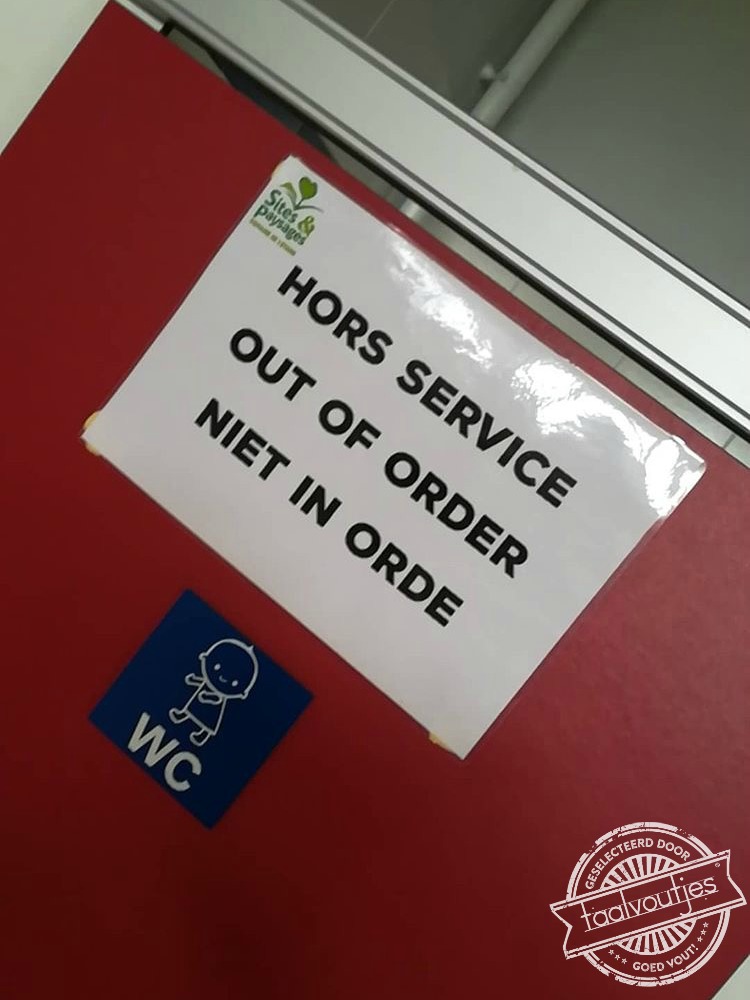 Sites &
Paysages
HORS SERVICE
OUT OF ORDER
NIET IN ORDE
WC
GESELECTEERD DOOR
taalvoutjes
GOED VOUT!